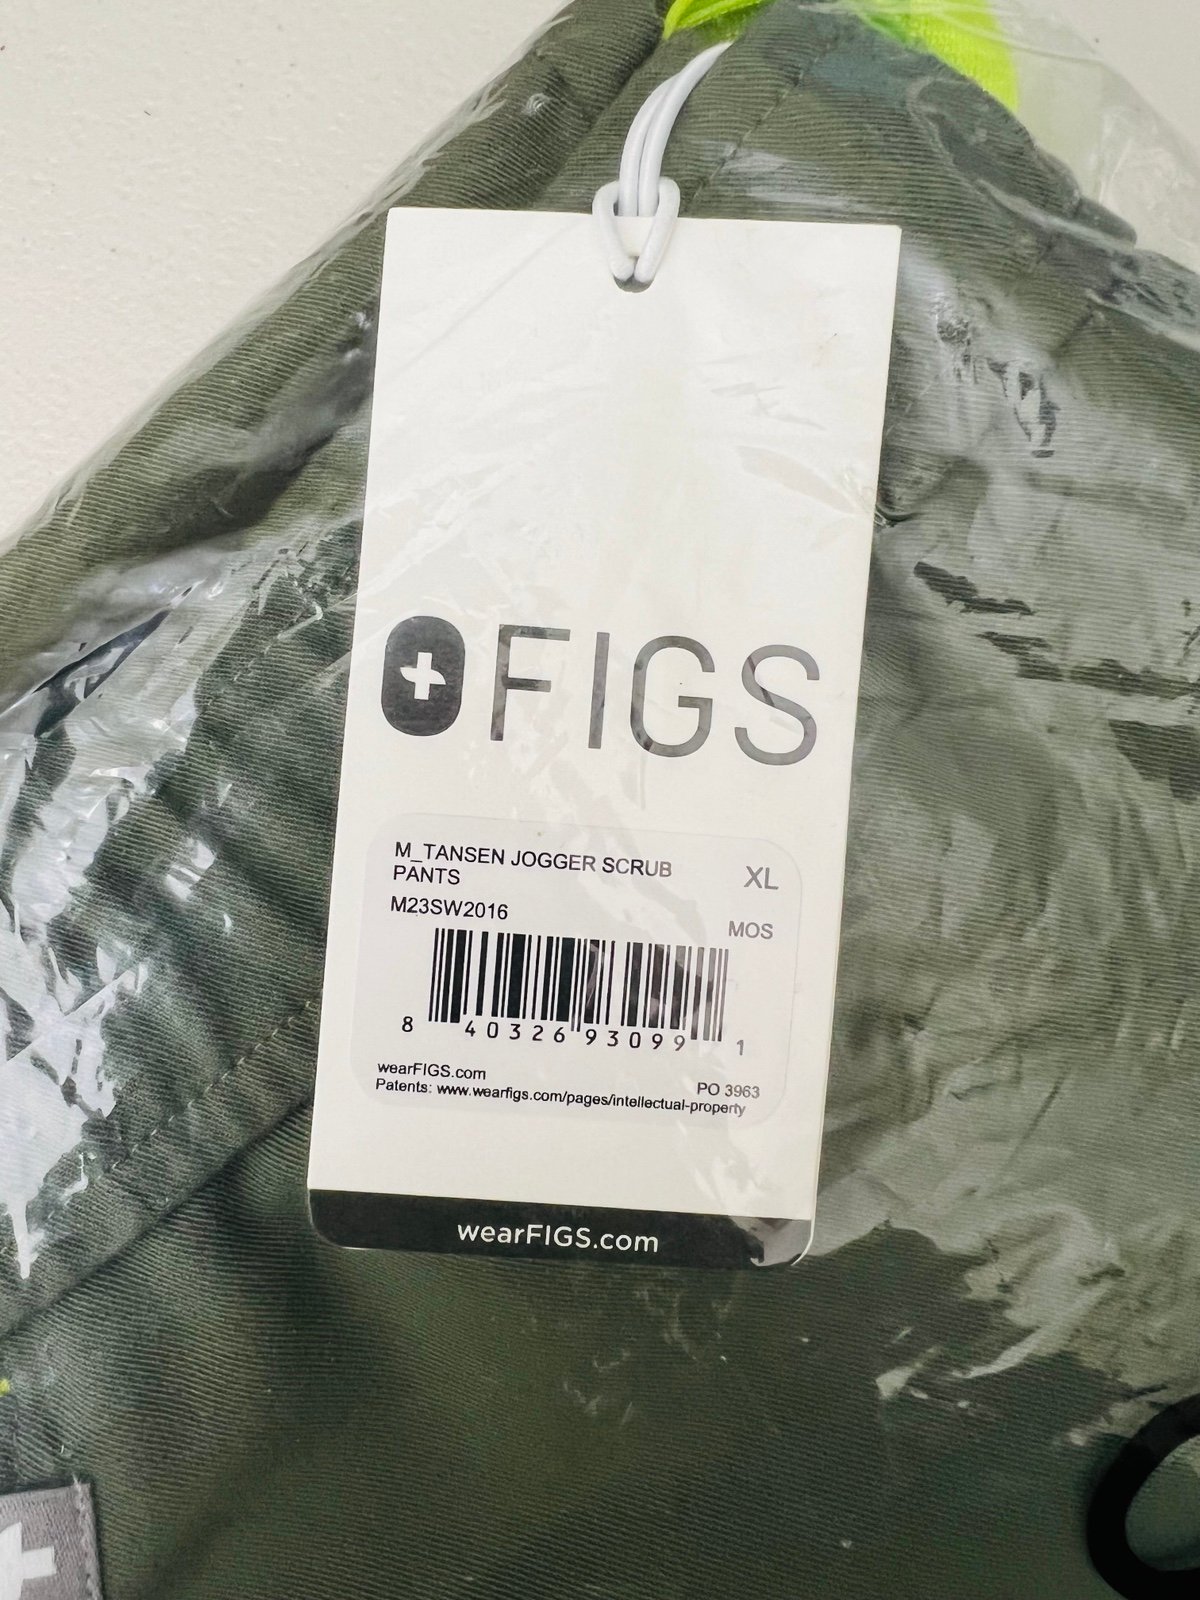 FIGS
M_TANSEN JOGGER SCRUB
PANTS
XL
M23SW2016
MOS
8 40326 93099 1
wearFIGS.com
PO 3963
Patents: www.wearfigs.com/pages/intellectual-property
wearFIGS.com